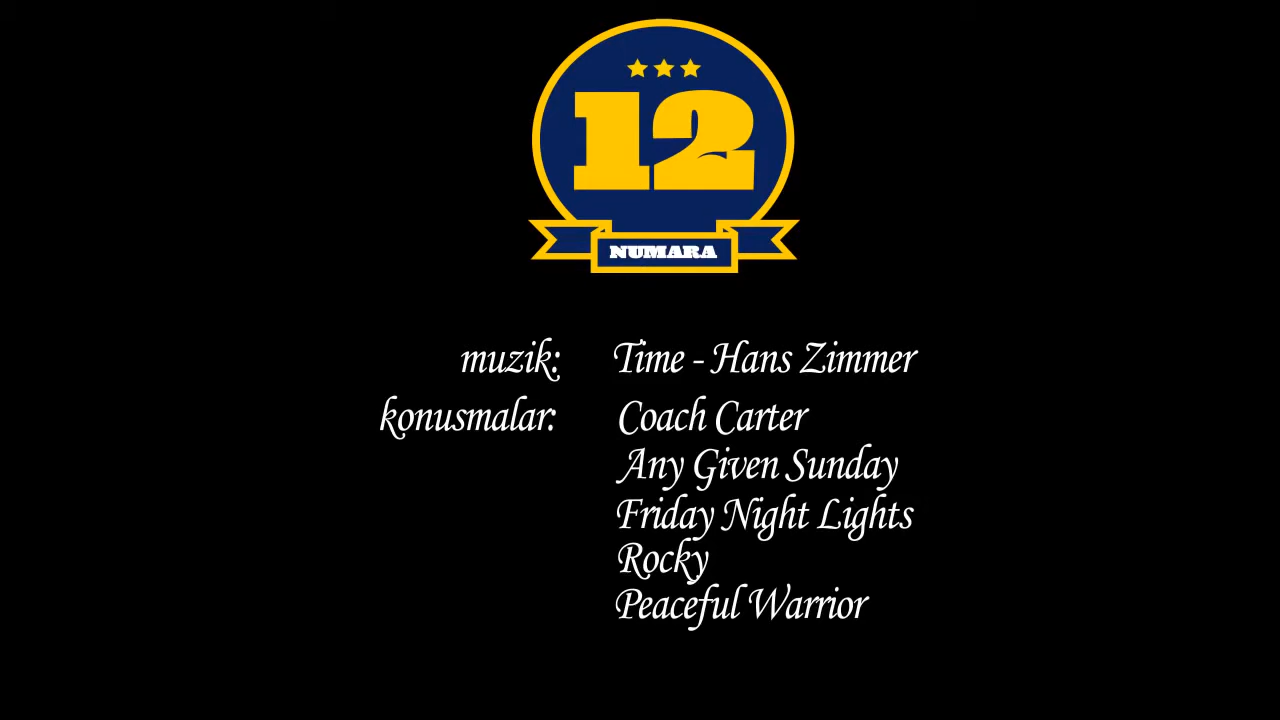 12
NUMARA
muzik: Time - Hans Zimmer
konusmalar: Coach Carter
Any Given Sunday
Friday Night Lights
Rocky
Peaceful Warrior